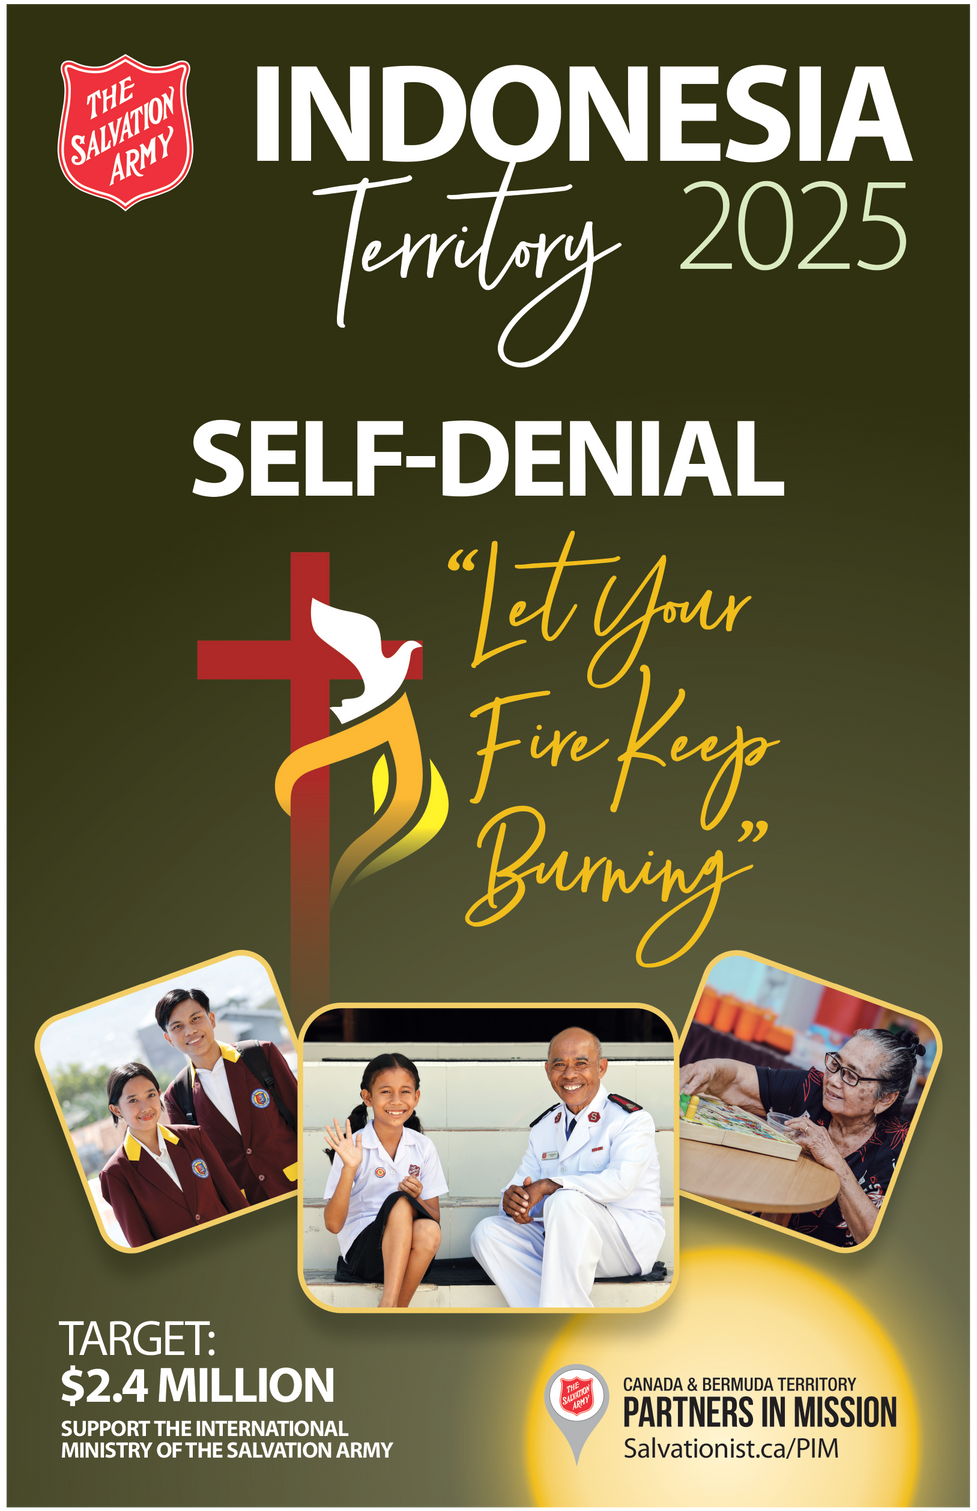 THE
SALVATION
ARMY
INDONESIA
Territory 2025
SELF-DENIAL
“Let Your
Fire Keep
Burning”
TARGET:
$2.4 MILLION
SUPPORT THE INTERNATIONAL
MINISTRY OF THE SALVATION ARMY
THE
SALVATION
ARMY
CANADA & BERMUDA TERRITORY
PARTNERS IN MISSION
Salvationist.ca/PIM